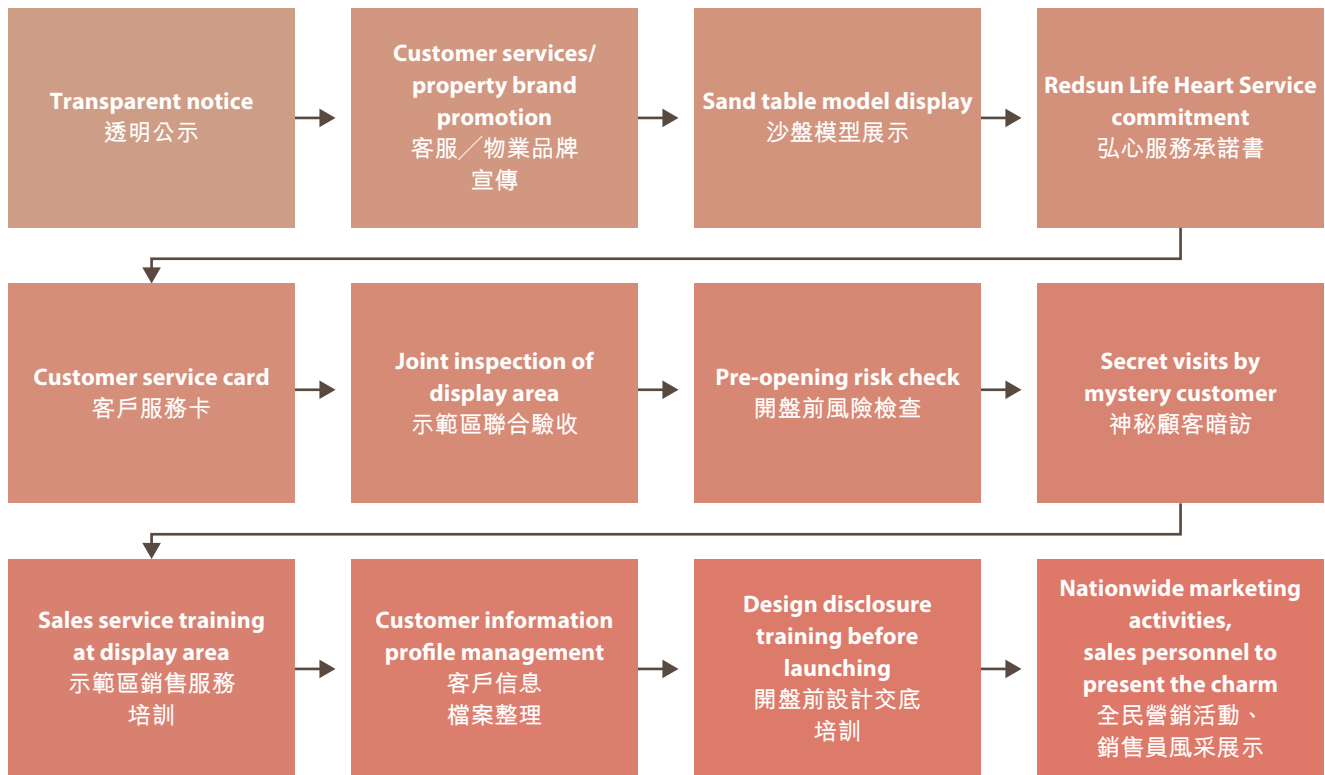 Transparent notice
透明公示
Customer services/
property brand
promotion
客服╱物業品牌
宣傳
Sand table model display
沙盤模型展示
Redsun Life Heart Service
commitment
弘心服務承諾書
Customer service card
客戶服務卡
Joint inspection of
display area
示範區聯合驗收
Pre-opening risk check
開盤前風險檢查
Secret visits by
mystery customer
神秘顧客暗訪
Sales service training
at display area
示範區銷售服務
培訓
Customer information
profile management
客戶信息
檔案整理
Design disclosure
training before
launching
開盤前設計交底
培訓
Nationwide marketing
activities,
sales personnel to
present the charm
全民營銷活動、
銷售員風采展示